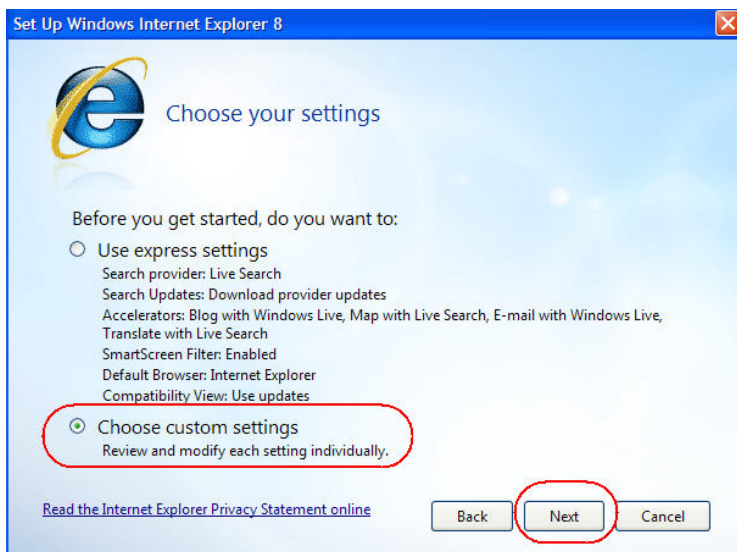 Set Up Windows Internet Explorer 8
Choose your settings
Before you get started, do you want to:
Use express settings
Search provider: Live Search
Search Updates: Download provider updates
Accelerators: Blog with Windows Live, Map with Live Search, E-mail with Windows Live,
Translate with Live Search
SmartScreen Filter: Enabled
Default Browser: Internet Explorer
Compatibility View: Use updates
Choose custom settings
Review and modify each setting individually.
Read the Internet Explorer Privacy Statement online
Back
Next
Cancel